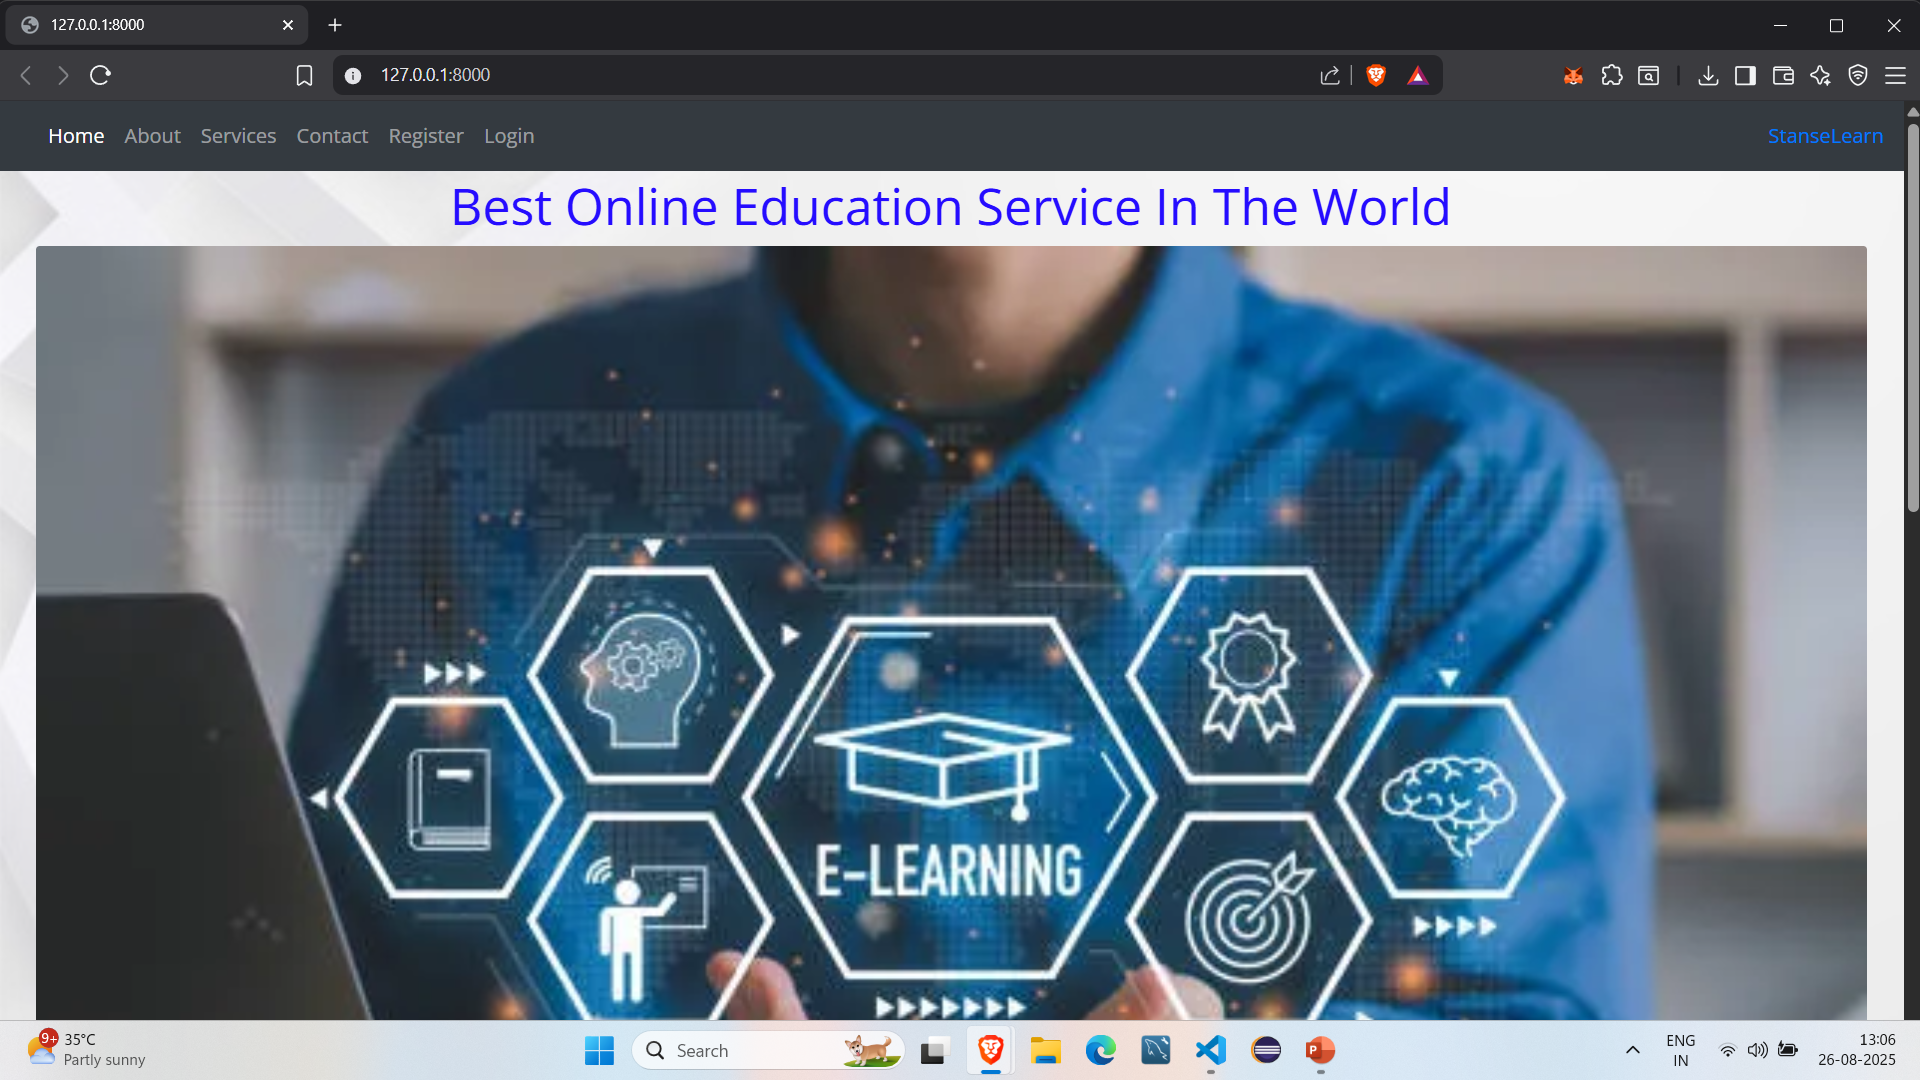 127.0.0.1:8000
127.0.0.1:8000
Home About Services Contact Register Login StanseLearn
Best Online Education Service In The World
E-LEARNING
9+
35°C
Partly sunny
Search
P
ENG
IN
13:06
26-08-2025